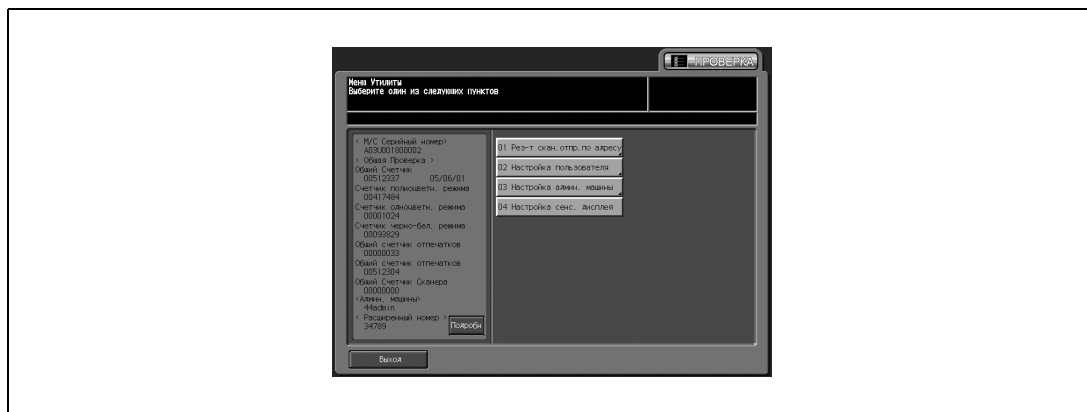 ПРОВЕРКА
Меню Утилиты
Выберите один из следующих пунктов
< М/С Серийный номер>
A03U001800002
< Общая Проверка >
Общий Счетчик
00512337 05/06/01
Счетчик полноцветн. режима
00417484
Счетчик одноцветн. режима
00001024
Счетчик черно-бел. режима
00093829
Общий счетчик отпечатков
00000033
Общий счетчик отпечатков
00512304
Общий Счетчик Сканера
00000000
<Админ. машины>
44admin
< Расширенный номер >
34789
Подробн
01 Рез-т скан.отпр.по адресу
02 Настройка пользователя
03 Настройка админ. машины
04 Настройка сенс. дисплея
Выход